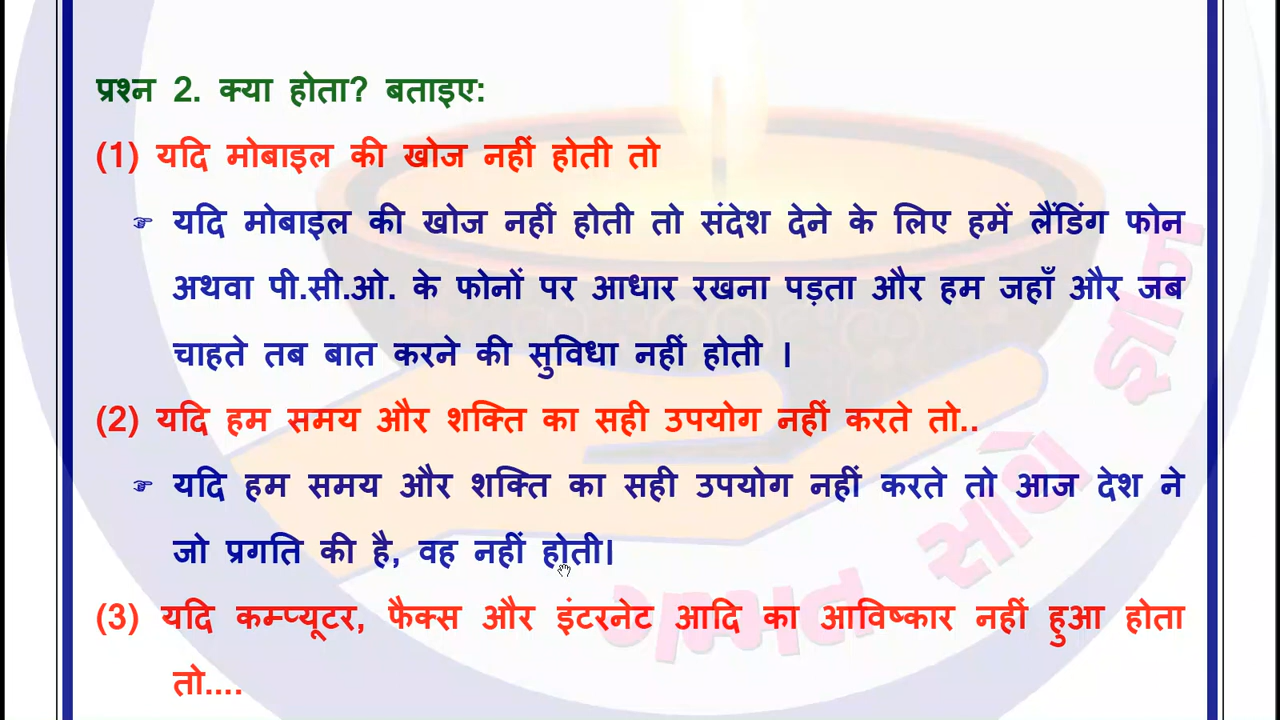 प्रश्न 2. क्या होता? बताइए:
(1) यदि मोबाइल की खोज नहीं होती तो
☞ यदि मोबाइल की खोज नहीं होती तो संदेश देने के लिए हमें लैंडिंग फोन
अथवा पी.सी.ओ. के फोनों पर आधार रखना पड़ता और हम जहाँ और जब
चाहते तब बात करने की सुविधा नहीं होती ।
(2) यदि हम समय और शक्ति का सही उपयोग नहीं करते तो..
☞ यदि हम समय और शक्ति का सही उपयोग नहीं करते तो आज देश ने
जो प्रगति की है, वह नहीं होती।
(3) यदि कम्प्यूटर, फैक्स और इंटरनेट आदि का आविष्कार नहीं हुआ होता
तो....
ગમ્મત સાથે જ્ઞાન